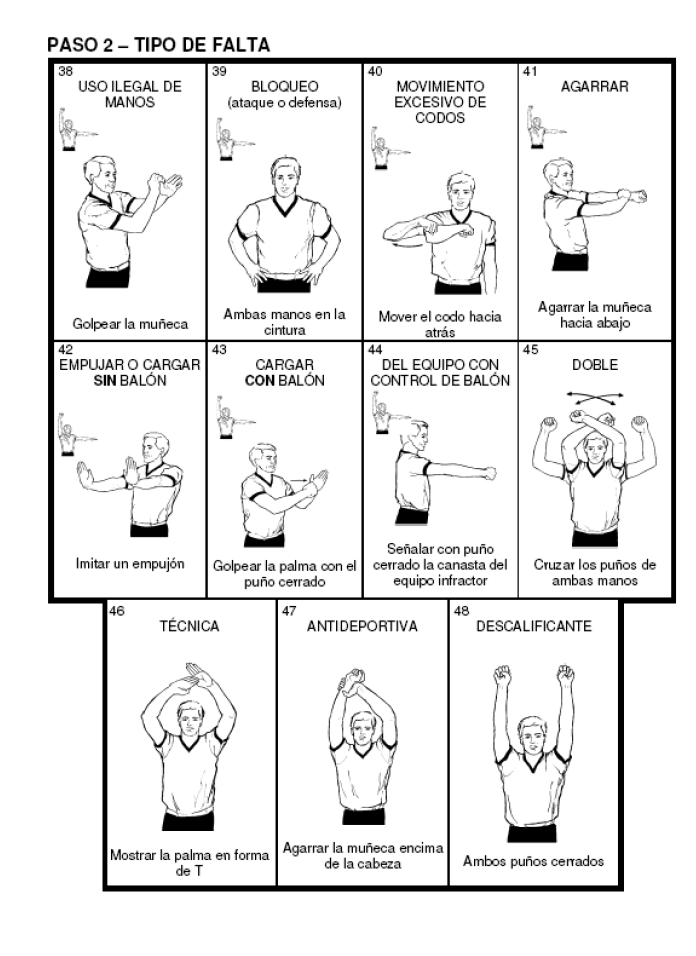 PASO 2 – TIPO DE FALTA
38
USO ILEGAL DE
MANOS
Golpear la muñeca
39
BLOQUEO
(ataque o defensa)
Ambas manos en la
cintura
40
MOVIMIENTO
EXCESIVO DE
CODOS
Mover el codo hacia
atrás
41
AGARRAR
Agarrar la muñeca
hacia abajo
42
EMPUJAR O CARGAR
SIN BALÓN
Imitar un empujón
43
CARGAR
CON BALÓN
Golpear la palma con el
puño cerrado
44
DEL EQUIPO CON
CONTROL DE BALÓN
Señalar con puño
cerrado la canasta del
equipo infractor
45
DOBLE
Cruzar los puños de
ambas manos
46
TÉCNICA
Mostrar la palma en forma
de T
47
ANTIDEPORTIVA
Agarrar la muñeca encima
de la cabeza
48
DESCALIFICANTE
Ambos puños cerrados